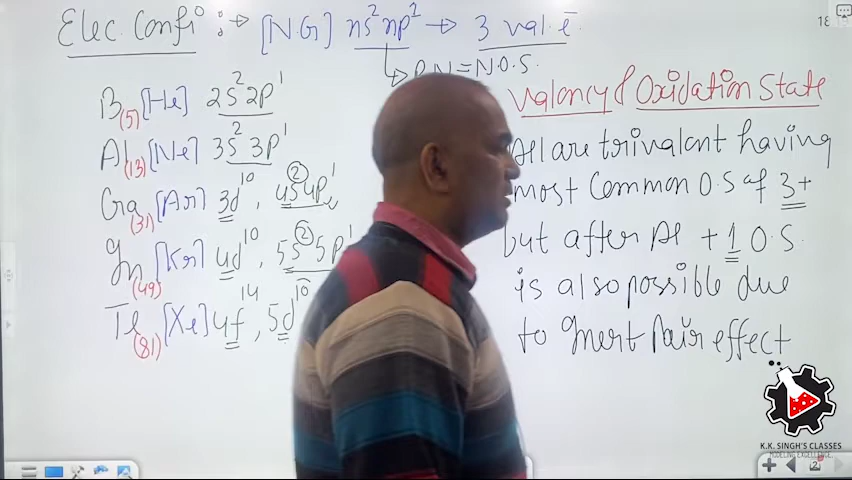 Elec. Confi :→ [N.G] ns² np² → 3 val. ē
18
↳ P.N = N.O.S.
B(5) [He] 2s² 2p¹
Al(13) [Ne] 3s² 3p¹
Ga(31) [Ar] 3d¹⁰, 4s² 4p¹
In(49) [Kr] 4d¹⁰, 5s² 5p¹
Te(81) [Xe] 4f¹⁴, 5d¹⁰
Valency & Oxidation State
All are trivalent having
most common O.S of 3+
but after Al +1 O.S.
is also possible due
to Inert Pair effect
K.K. SINGH'S CLASSES
2